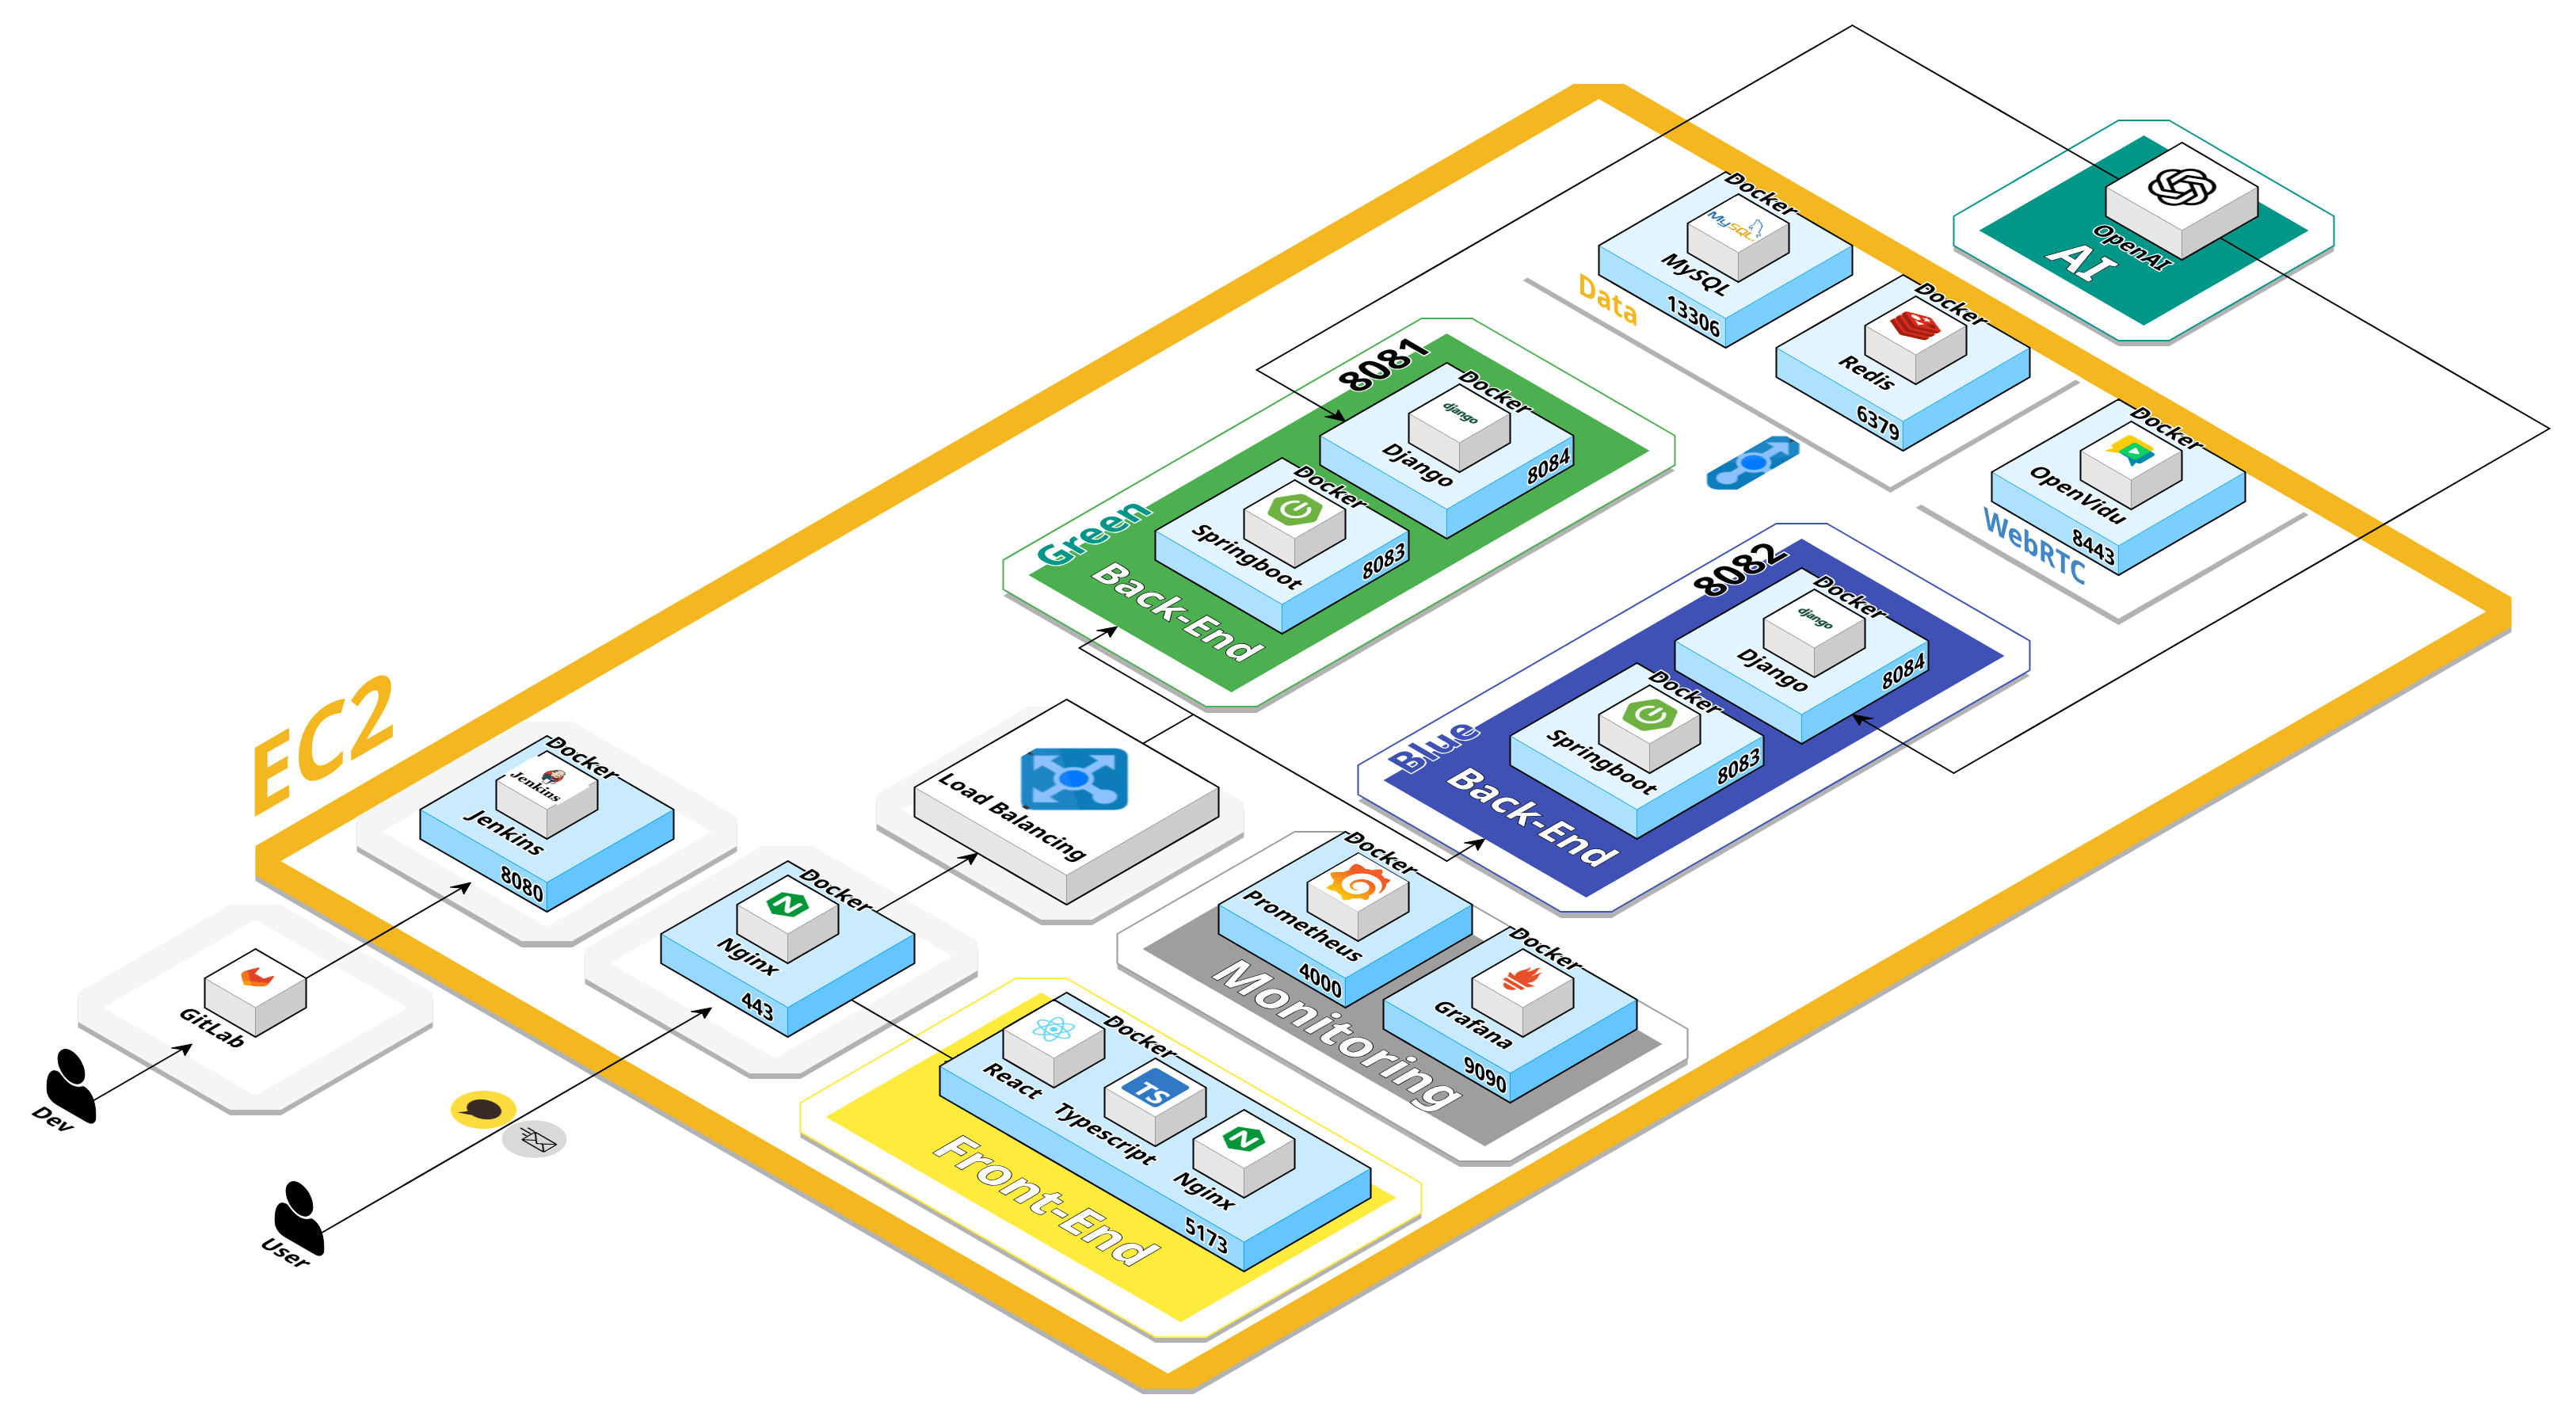 EC2
Dev
GitLab
User
Docker
Jenkins
Jenkins
8080
Docker
Nginx
443
Load Balancing
Green
8081
Docker
django
Django
8084
Docker
Springboot
8083
Back-End
Blue
8082
Docker
django
Django
8084
Docker
Springboot
8083
Back-End
Data
Docker
MySQL
MySQL
13306
Docker
Redis
6379
WebRTC
Docker
OpenVidu
8443
OpenAI
AI
Docker
Prometheus
4000
Docker
Grafana
9090
Monitoring
Docker
React
TS
Typescript
Nginx
5173
Front-End